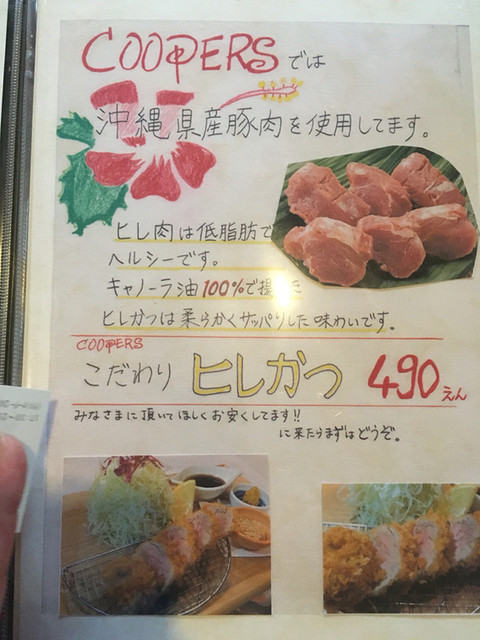 COOPERSでは
沖縄県産豚肉を使用してます。
ヒレ肉は低脂肪で
ヘルシーです。
キャノーラ油100%で揚
ヒレかつは柔らかくサッパリした味わいです。
COOPERS
こだわり ヒレかつ 490えん
みなさまに頂いてほしくお安くしてます!!
に来たらまずはどうぞ。